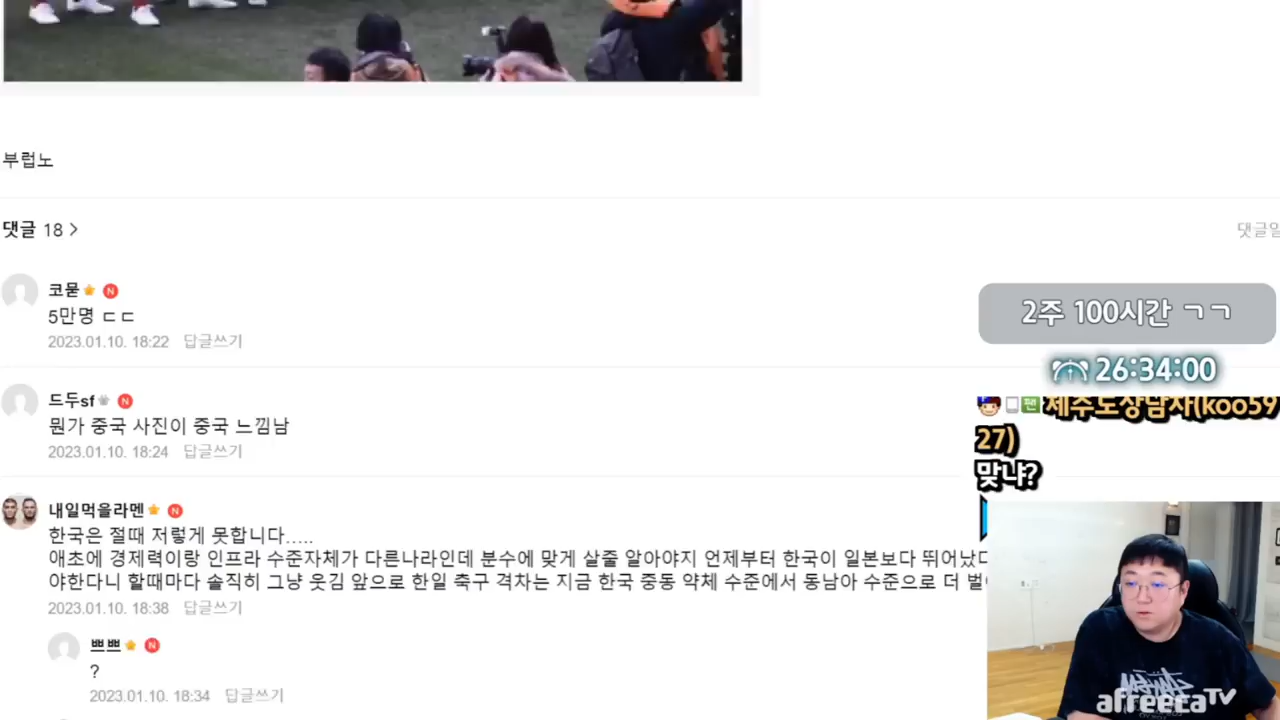 부럽노
댓글 18 >
댓글알
코묻 N
5만명 ㄷㄷ
2023.01.10. 18:22 답글쓰기
드두sf N
뭔가 중국 사진이 중국 느낌남
2023.01.10. 18:24 답글쓰기
내일먹을라멘 N
한국은 절때 저렇게 못합니다.....
애초에 경제력이랑 인프라 수준자체가 다른나라인데 분수에 맞게 살줄 알아야지 언제부터 한국이 일본보다 뛰어났다
야한다니 할때마다 솔직히 그냥 웃김 앞으로 한일 축구 격차는 지금 한국 중동 약체 수준에서 동남아 수준으로 더
2023.01.10. 18:38 답글쓰기
쁘쁘 N
?
2023.01.10. 18:34 답글쓰기
2주 100시간 ㄱㄱ
26:34:00
팬 제주도상남자(koo59
27)
맞냐?
afreecaTV